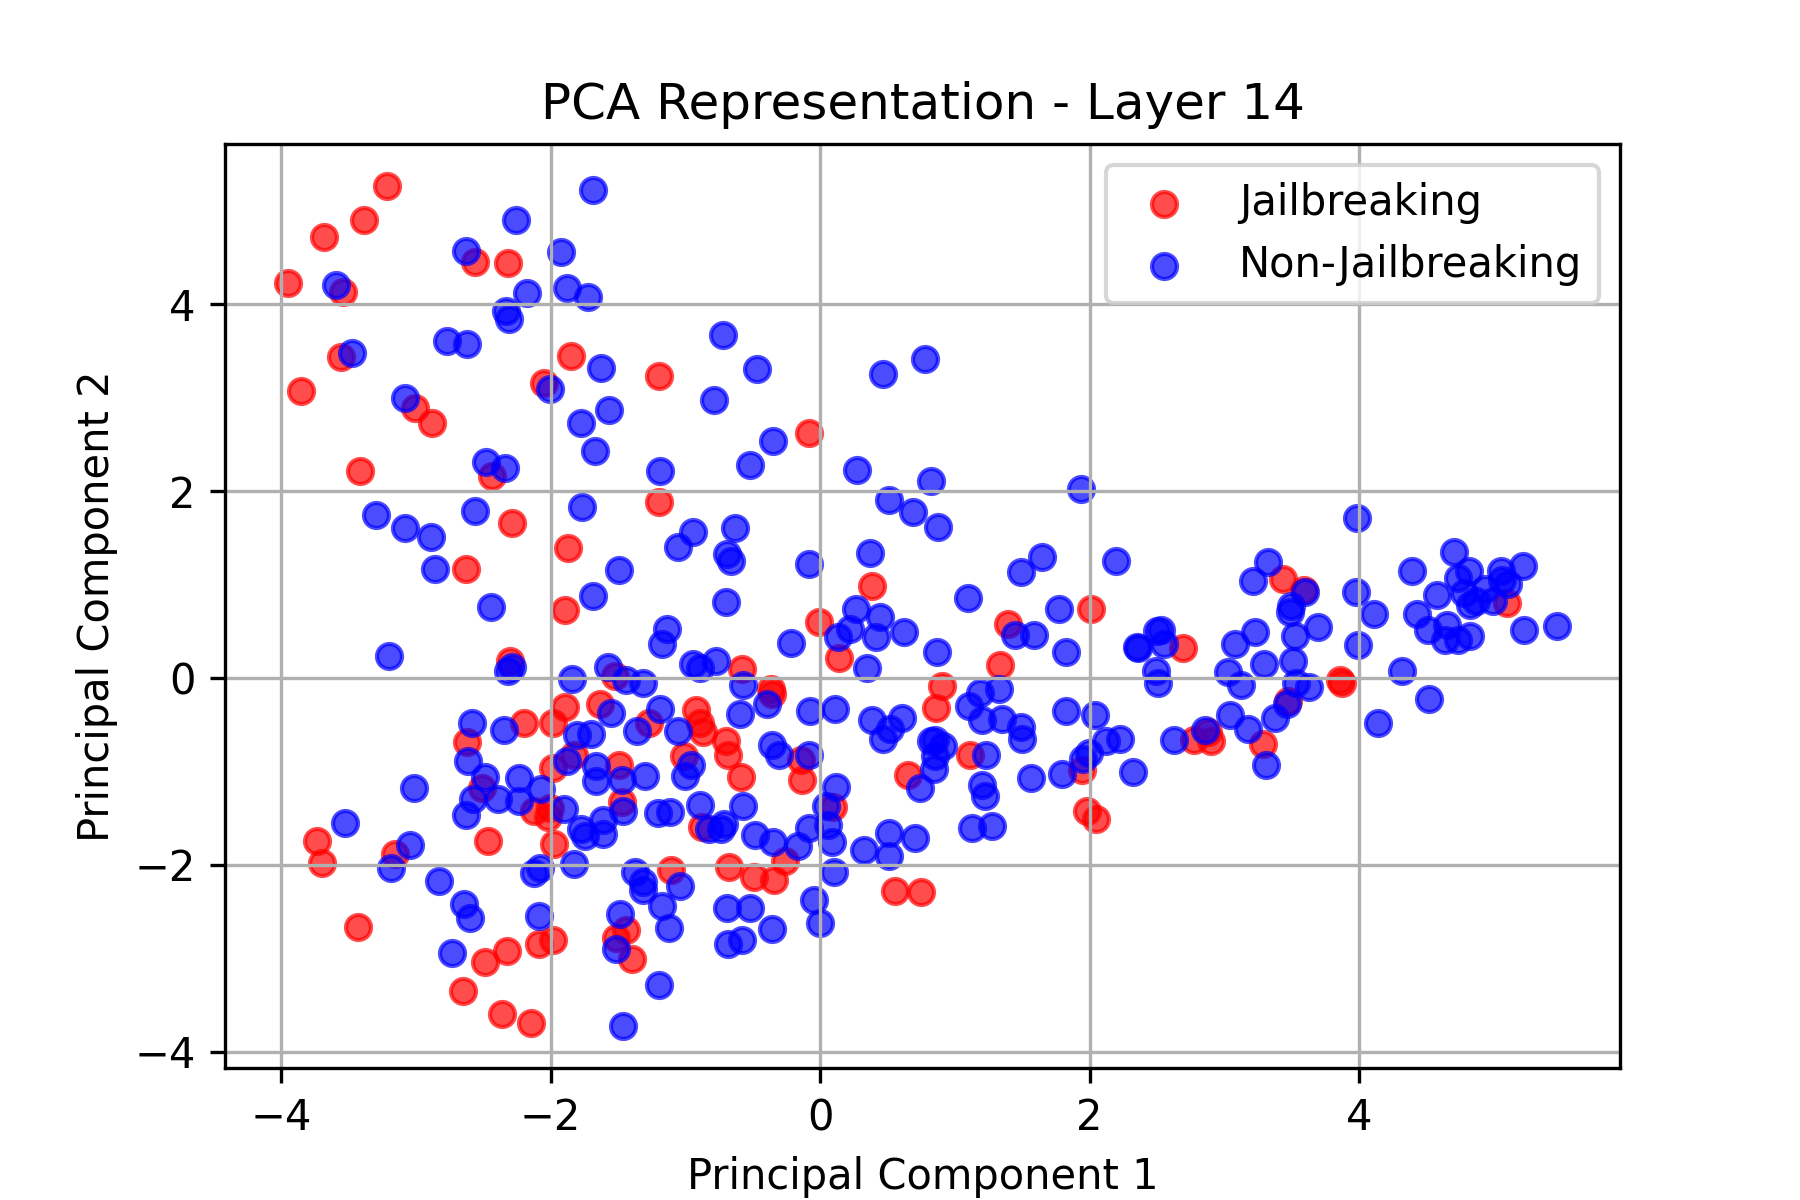 PCA Representation - Layer 14
Jailbreaking
Non-Jailbreaking
Principal Component 2
4
2
0
−2
−4
−4
−2
0
2
4
Principal Component 1